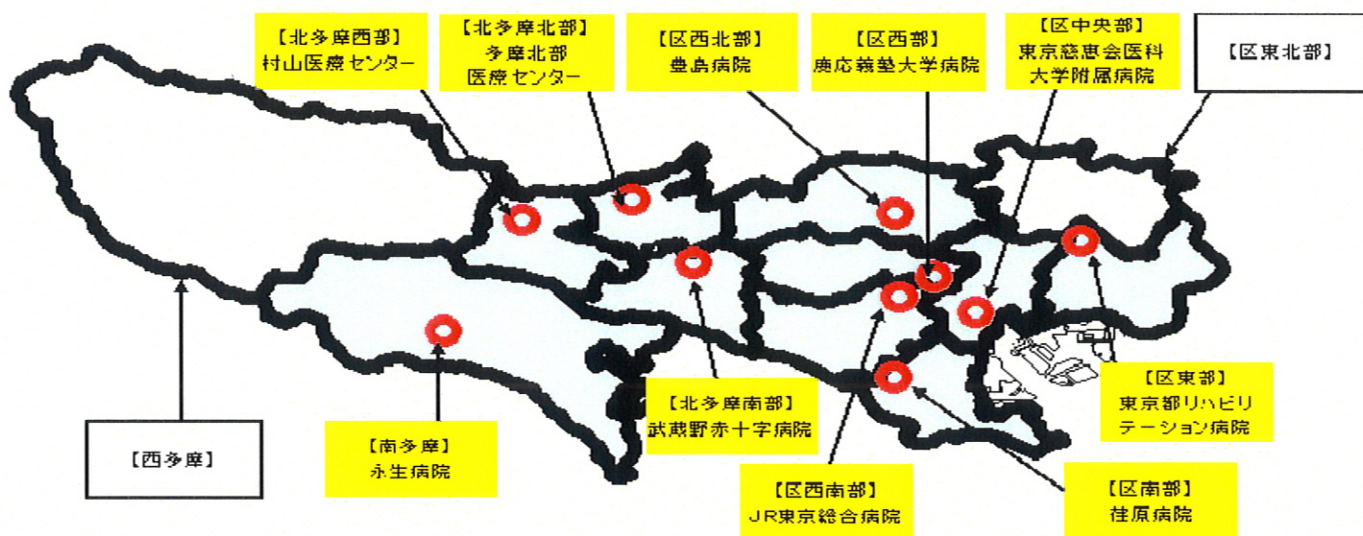 【北多摩西部】
村山医療センター
【北多摩北部】
多摩北部
医療センター
【区西北部】
豊島病院
【区西部】
慶応義塾大学病院
【区中央部】
東京慈恵会医科
大学附属病院
【区東北部】
【西多摩】
【南多摩】
永生病院
【北多摩南部】
武蔵野赤十字病院
【区西南部】
JR東京総合病院
【区南部】
荏原病院
【区東部】
東京都リハビリ
テーション病院